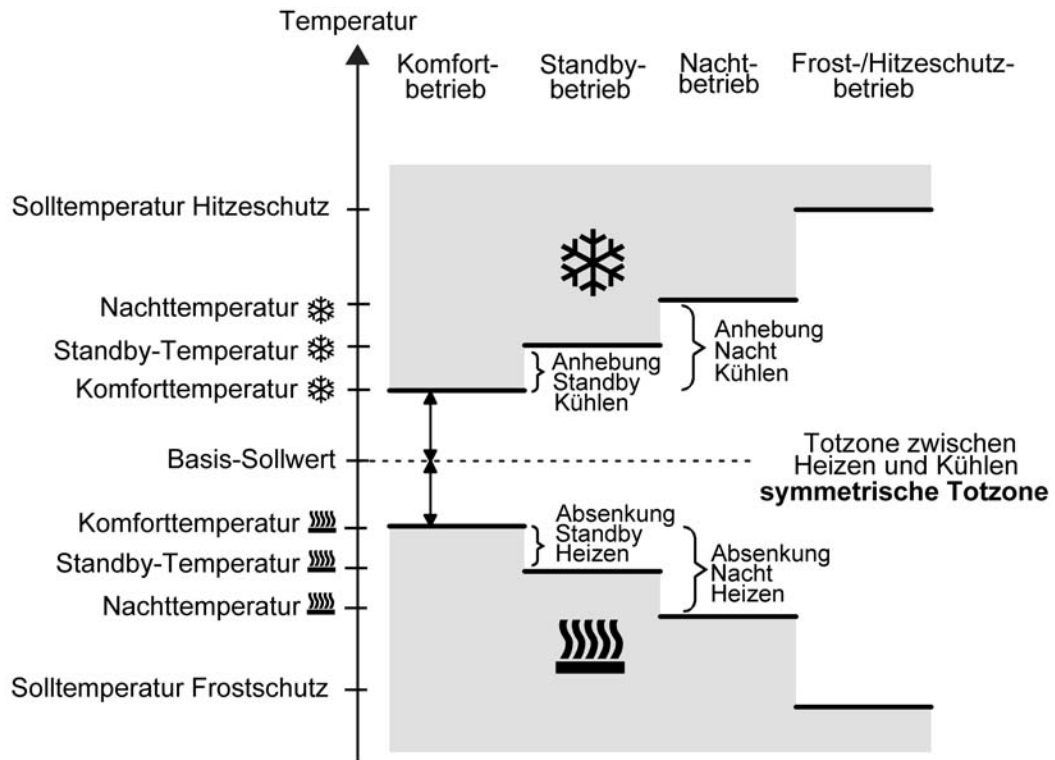 Temperatur
Komfort-
betrieb
Standby-
betrieb
Nacht-
betrieb
Frost-/Hitzeschutz-
betrieb
Solltemperatur Hitzeschutz
Nachttemperatur
Standby-Temperatur
Komforttemperatur
Anhebung
Standby
Kühlen
Anhebung
Nacht
Kühlen
Basis-Sollwert
Totzone zwischen
Heizen und Kühlen
symmetrische Totzone
Komforttemperatur
Standby-Temperatur
Nachttemperatur
Absenkung
Standby
Heizen
Absenkung
Nacht
Heizen
Solltemperatur Frostschutz